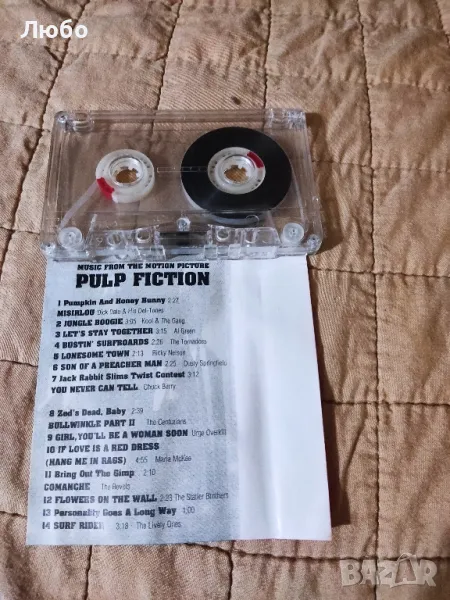 Любо
MUSIC FROM THE MOTION PICTURE
PULP FICTION
1 Pumpkin And Honey Bunny 2:27
MISIRLOU Dick Dale & His Del-Tones
2 JUNGLE BOOGIE 3:05 Kool & The Gang
3 LET'S STAY TOGETHER 3:15 Al Green
4 BUSTIN' SURFBOARDS 2:26 The Tornadoes
5 LONESOME TOWN 2:13 Ricky Nelson
6 SON OF A PREACHER MAN 2:25 Dusty Springfield
7 Jack Rabbit Slims Twist Contest 3:12
YOU NEVER CAN TELL Chuck Berry
8 Zed's Dead, Baby 2:39
BULLWINKLE PART II The Centurians
9 GIRL, YOU'LL BE A WOMAN SOON Urge Overkill
10 IF LOVE IS A RED DRESS
(HANG ME IN RAGS) 4:55 Maria McKee
11 Bring Out The Gimp 2:10
COMANCHE The Revels
12 FLOWERS ON THE WALL 2:23 The Statler Brothers
13 Personality Goes A Long Way 1:00
14 SURF RIDER 3:18 The Lively Ones
BAZAR